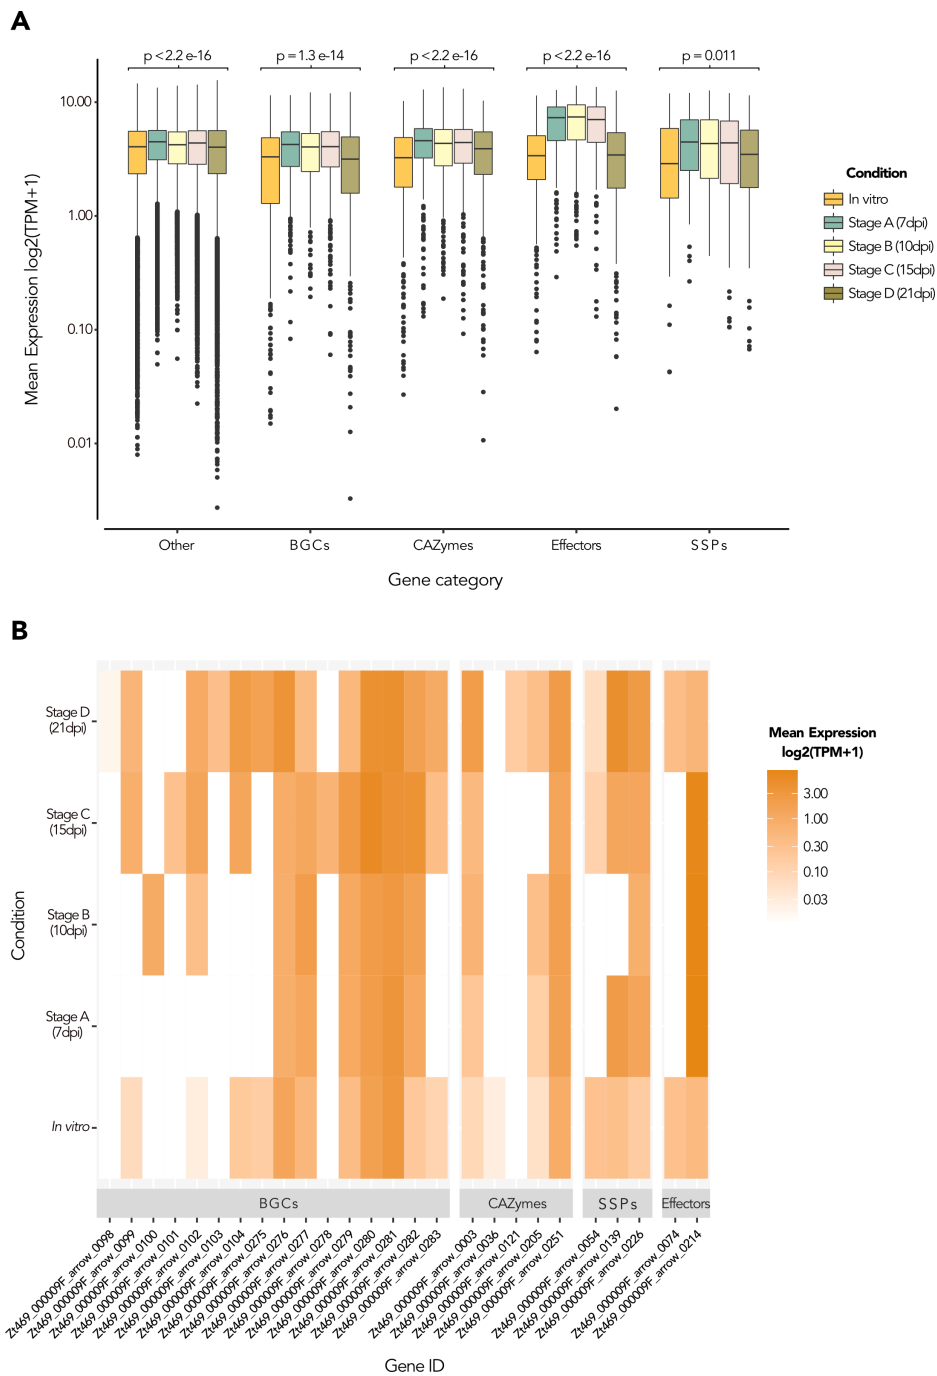 A
p < 2.2 e-16
p = 1.3 e-14
p < 2.2 e-16
p < 2.2 e-16
p = 0.011
10.00
1.00
0.10
0.01
Mean Expression log2(TPM+1)
Other
BGCs
CAZymes
Effectors
SSPs
Gene category
Condition
In vitro
Stage A (7dpi)
Stage B (10dpi)
Stage C (15dpi)
Stage D (21dpi)
B
Stage D
(21dpi)
Stage C
(15dpi)
Stage B
(10dpi)
Stage A
(7dpi)
In vitro
Condition
BGCs
CAZymes
SSPs
Effectors
Zt469_000009F_arrow_0098
Zt469_000009F_arrow_0099
Zt469_000009F_arrow_0100
Zt469_000009F_arrow_0101
Zt469_000009F_arrow_0102
Zt469_000009F_arrow_0103
Zt469_000009F_arrow_0104
Zt469_000009F_arrow_0275
Zt469_000009F_arrow_0276
Zt469_000009F_arrow_0277
Zt469_000009F_arrow_0278
Zt469_000009F_arrow_0279
Zt469_000009F_arrow_0280
Zt469_000009F_arrow_0281
Zt469_000009F_arrow_0282
Zt469_000009F_arrow_0283
Zt469_000009F_arrow_0003
Zt469_000009F_arrow_0036
Zt469_000009F_arrow_0121
Zt469_000009F_arrow_0205
Zt469_000009F_arrow_0251
Zt469_000009F_arrow_0054
Zt469_000009F_arrow_0139
Zt469_000009F_arrow_0226
Zt469_000009F_arrow_0074
Zt469_000009F_arrow_0214
Gene ID
Mean Expression
log2(TPM+1)
3.00
1.00
0.30
0.10
0.03